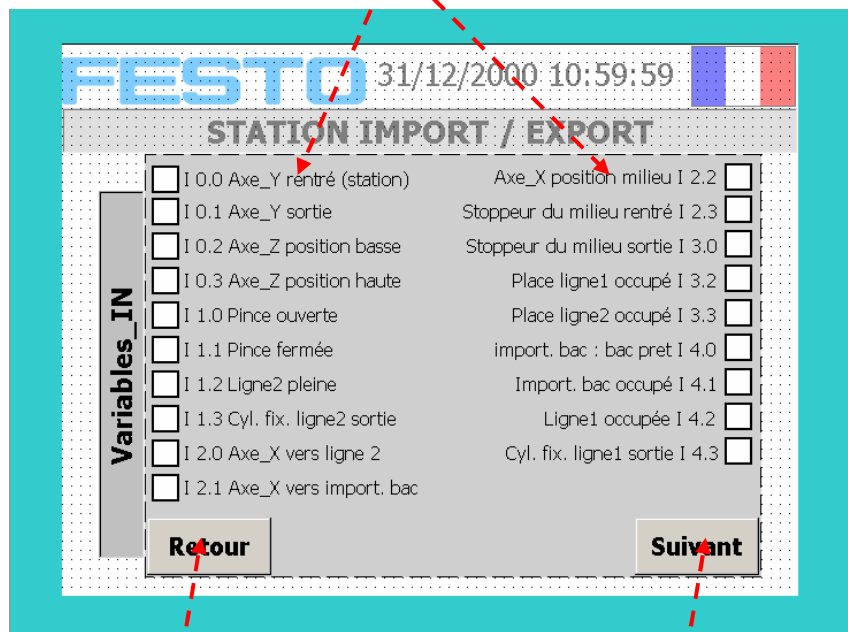 FESTO 31/12/2000 10:59:59
STATION IMPORT / EXPORT
Variables_IN
I 0.0 Axe_Y rentré (station)
I 0.1 Axe_Y sortie
I 0.2 Axe_Z position basse
I 0.3 Axe_Z position haute
I 1.0 Pince ouverte
I 1.1 Pince fermée
I 1.2 Ligne2 pleine
I 1.3 Cyl. fix. ligne2 sortie
I 2.0 Axe_X vers ligne 2
I 2.1 Axe_X vers import. bac
Axe_X position milieu I 2.2
Stoppeur du milieu rentré I 2.3
Stoppeur du milieu sortie I 3.0
Place ligne1 occupé I 3.2
Place ligne2 occupé I 3.3
import. bac : bac pret I 4.0
Import. bac occupé I 4.1
Ligne1 occupée I 4.2
Cyl. fix. ligne1 sortie I 4.3
Retour
Suivant